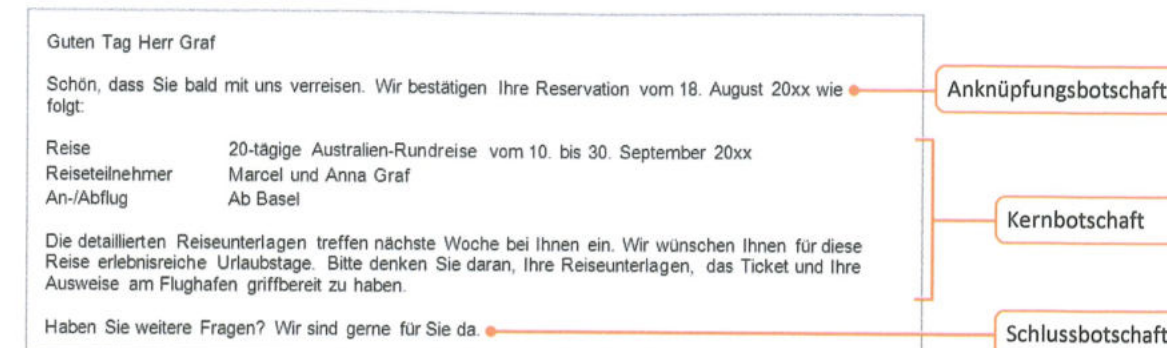 Guten Tag Herr Graf
Schön, dass Sie bald mit uns verreisen. Wir bestätigen Ihre Reservation vom 18. August 20xx wie
folgt:
Anknüpfungsbotschaft
Reise 20-tägige Australien-Rundreise vom 10. bis 30. September 20xx
Reiseteilnehmer Marcel und Anna Graf
An-/Abflug Ab Basel
Kernbotschaft
Die detaillierten Reiseunterlagen treffen nächste Woche bei Ihnen ein. Wir wünschen Ihnen für diese
Reise erlebnisreiche Urlaubstage. Bitte denken Sie daran, Ihre Reiseunterlagen, das Ticket und Ihre
Ausweise am Flughafen griffbereit zu haben.
Haben Sie weitere Fragen? Wir sind gerne für Sie da.
Schlussbotschaft